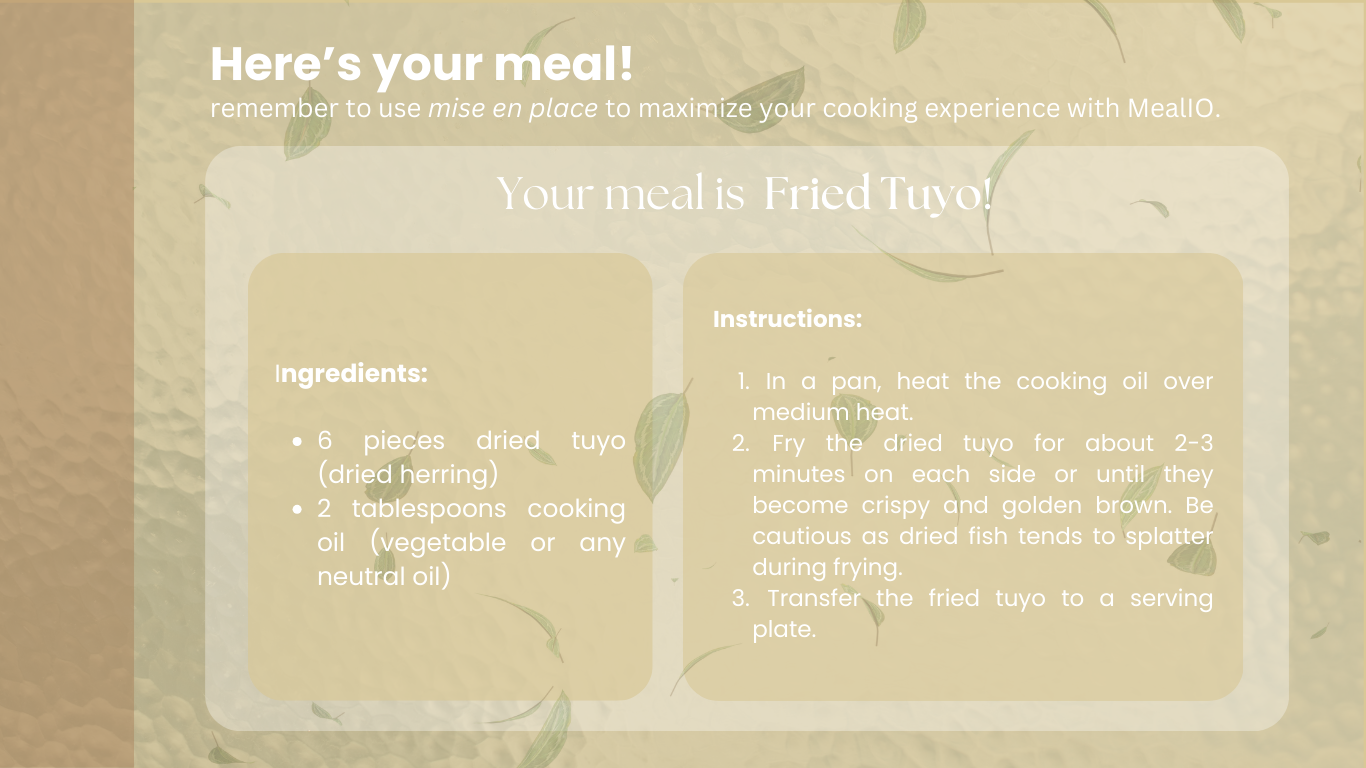 Here's your meal!
remember to use mise en place to maximize your cooking experience with MealIO.
Your meal is Fried Tuyo!
Ingredients:
• 6 pieces dried tuyo
(dried herring)
• 2 tablespoons cooking
oil (vegetable or any
neutral oil)
Instructions:
1. In a pan, heat the cooking oil over
medium heat.
2. Fry the dried tuyo for about 2-3
minutes on each side or until they
become crispy and golden brown. Be
cautious as dried fish tends to splatter
during frying.
3. Transfer the fried tuyo to a serving
plate.